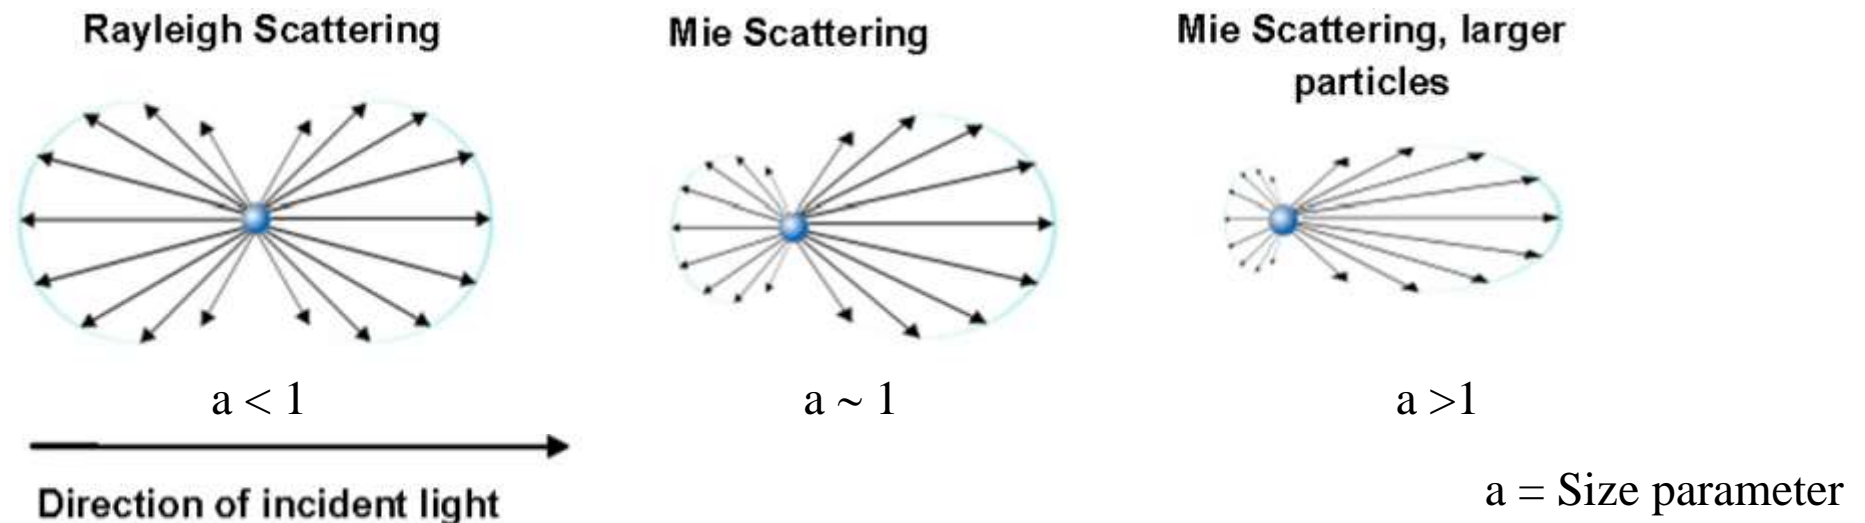 Rayleigh Scattering
Mie Scattering
Mie Scattering, larger
particles
a < 1
a ~ 1
a >1
Direction of incident light
a = Size parameter